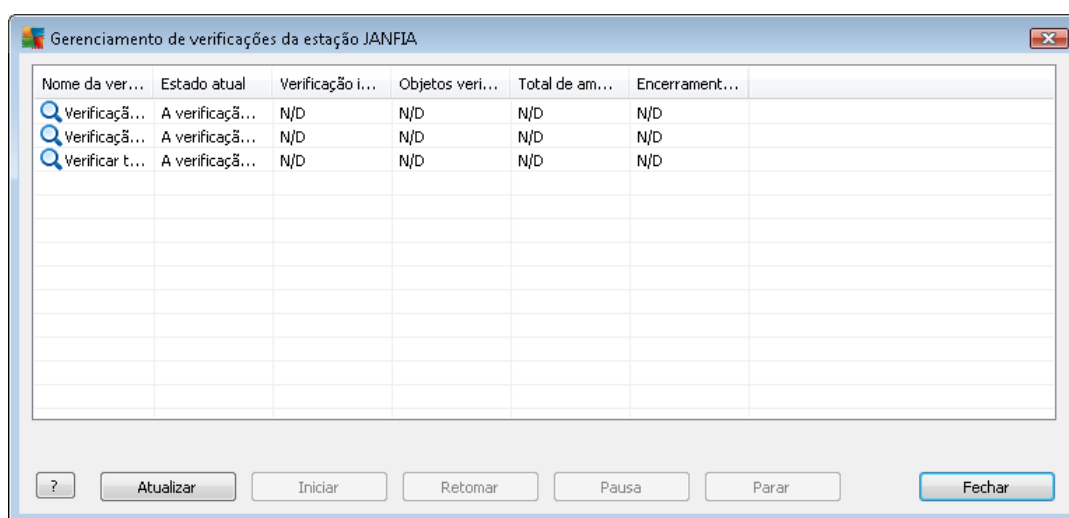 Gerenciamento de verificações da estação JANFIA
Nome da ver... Estado atual Verificação i... Objetos veri... Total de am... Encerrament...
Verificaçã... A verificaçã... N/D N/D N/D N/D
Verificaçã... A verificaçã... N/D N/D N/D N/D
Verificar t... A verificaçã... N/D N/D N/D N/D
? Atualizar Iniciar Retomar Pausa Parar Fechar